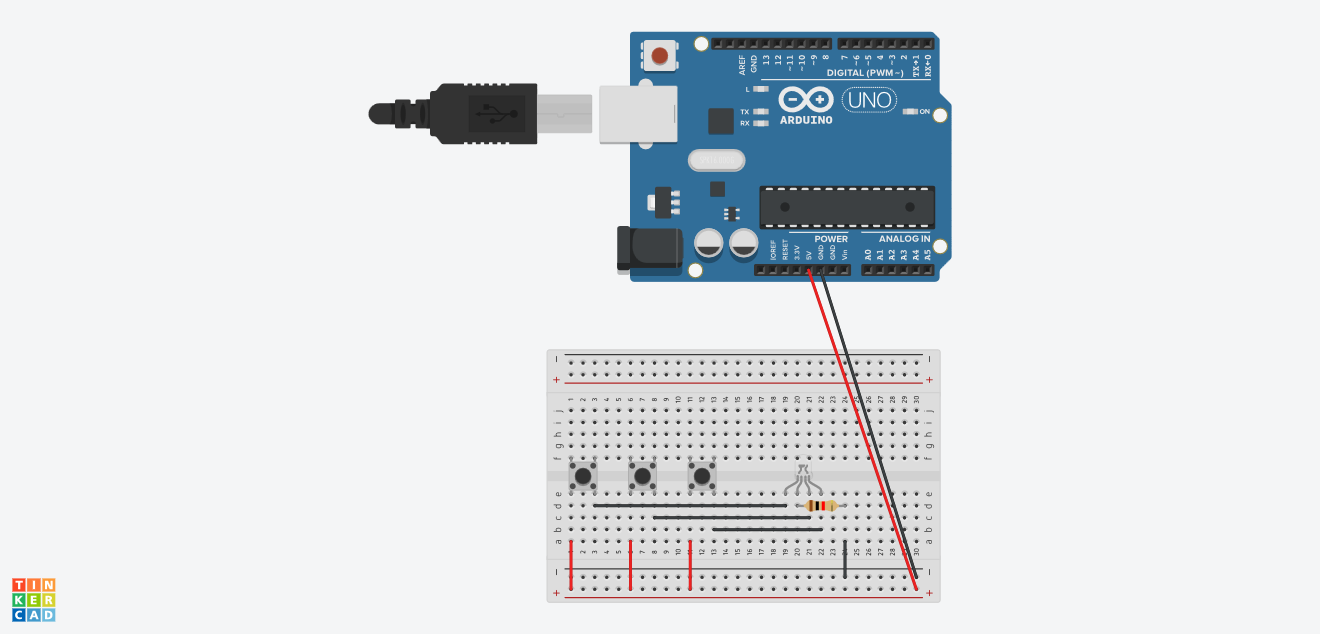 AREF
GND
13
12
~11
~10
~9
8
7
~6
~5
4
~3
2
TX→1
RX←0
DIGITAL (PWM~)
L
TX
RX
ARDUINO
UNO
ON
POWER
ANALOG IN
IOREF
RESET
3.3V
5V
GND
GND
Vin
A0
A1
A2
A3
A4
A5
− −
+ +
1 2 3 4 5 6 7 8 9 10 11 12 13 14 15 16 17 18 19 20 21 22 23 24 25 26 27 28 29 30
j j
i i
h h
g g
f f
e e
d d
c c
b b
a a
1 2 3 4 5 6 7 8 9 10 11 12 13 14 15 16 17 18 19 20 21 22 23 24 25 26 27 28 29 30
− −
+ +
TIN
KER
CAD